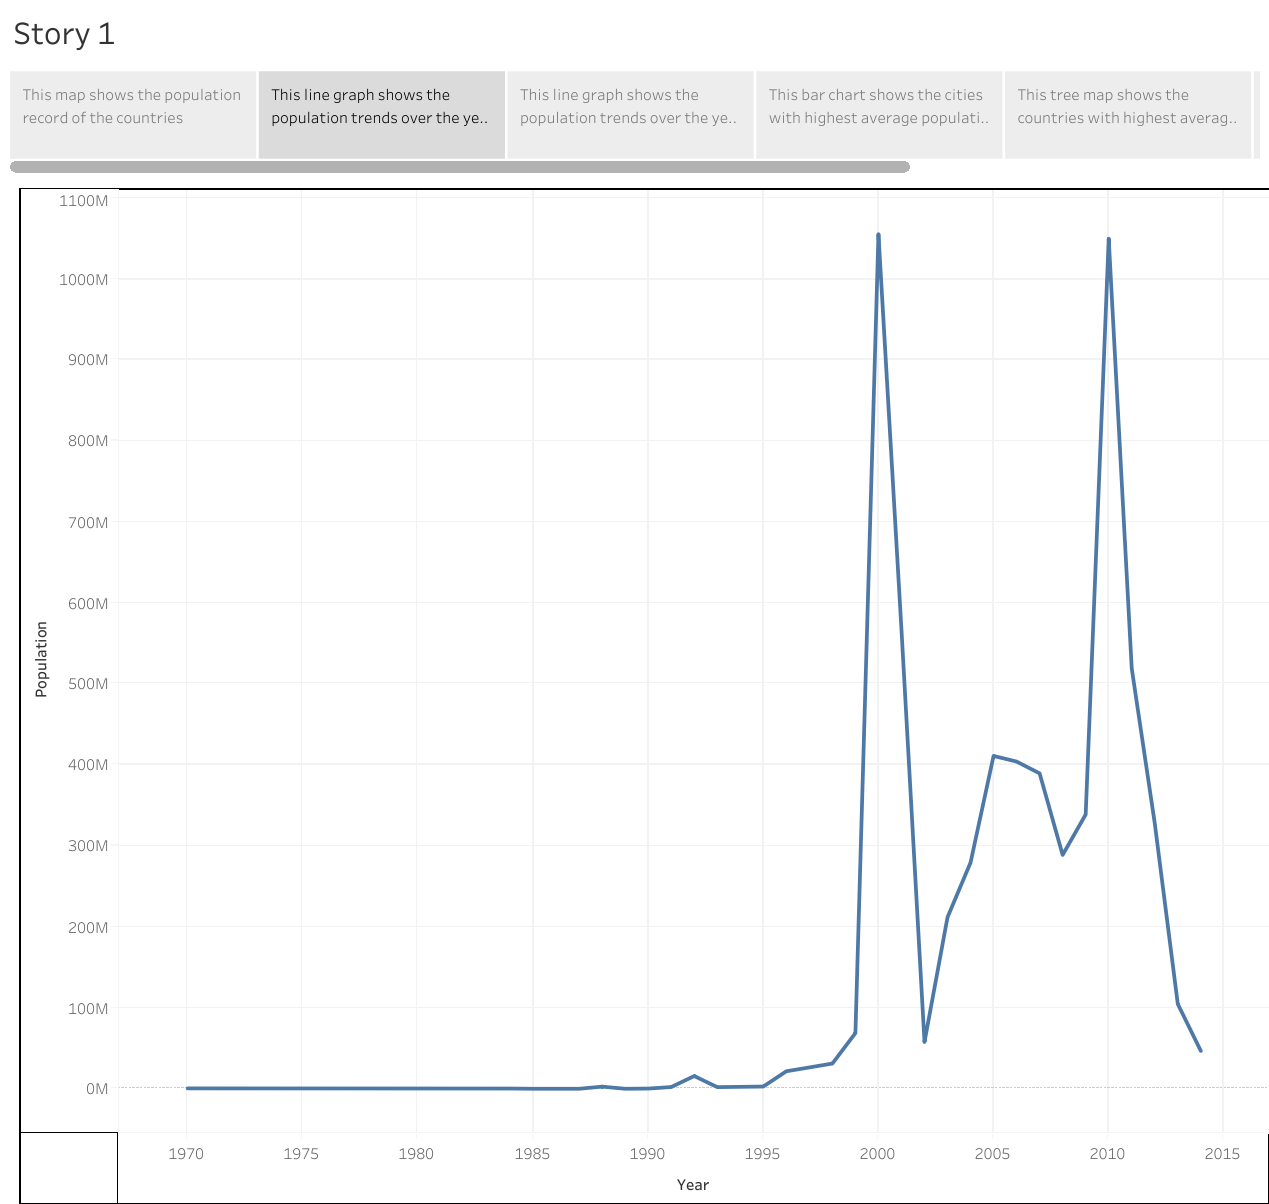 Story 1
This map shows the population
record of the countries
This line graph shows the
population trends over the ye..
This line graph shows the
population trends over the ye..
This bar chart shows the cities
with highest average populati..
This tree map shows the
countries with highest averag..
1100M
1000M
900M
800M
700M
600M
500M
400M
300M
200M
100M
0M
Population
1970 1975 1980 1985 1990 1995 2000 2005 2010 2015
Year